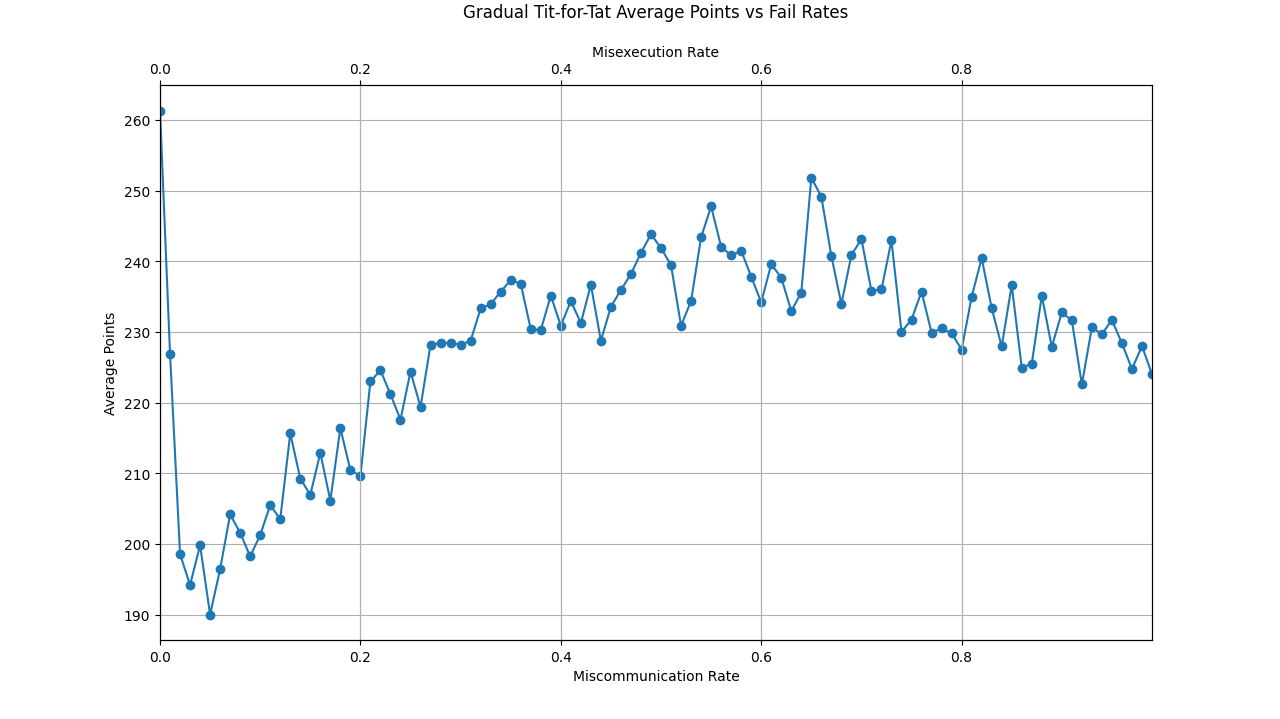 Gradual Tit-for-Tat Average Points vs Fail Rates
Misexecution Rate
0.0 0.2 0.4 0.6 0.8
260
250
240
230
220
210
200
190
Average Points
0.0 0.2 0.4 0.6 0.8
Miscommunication Rate